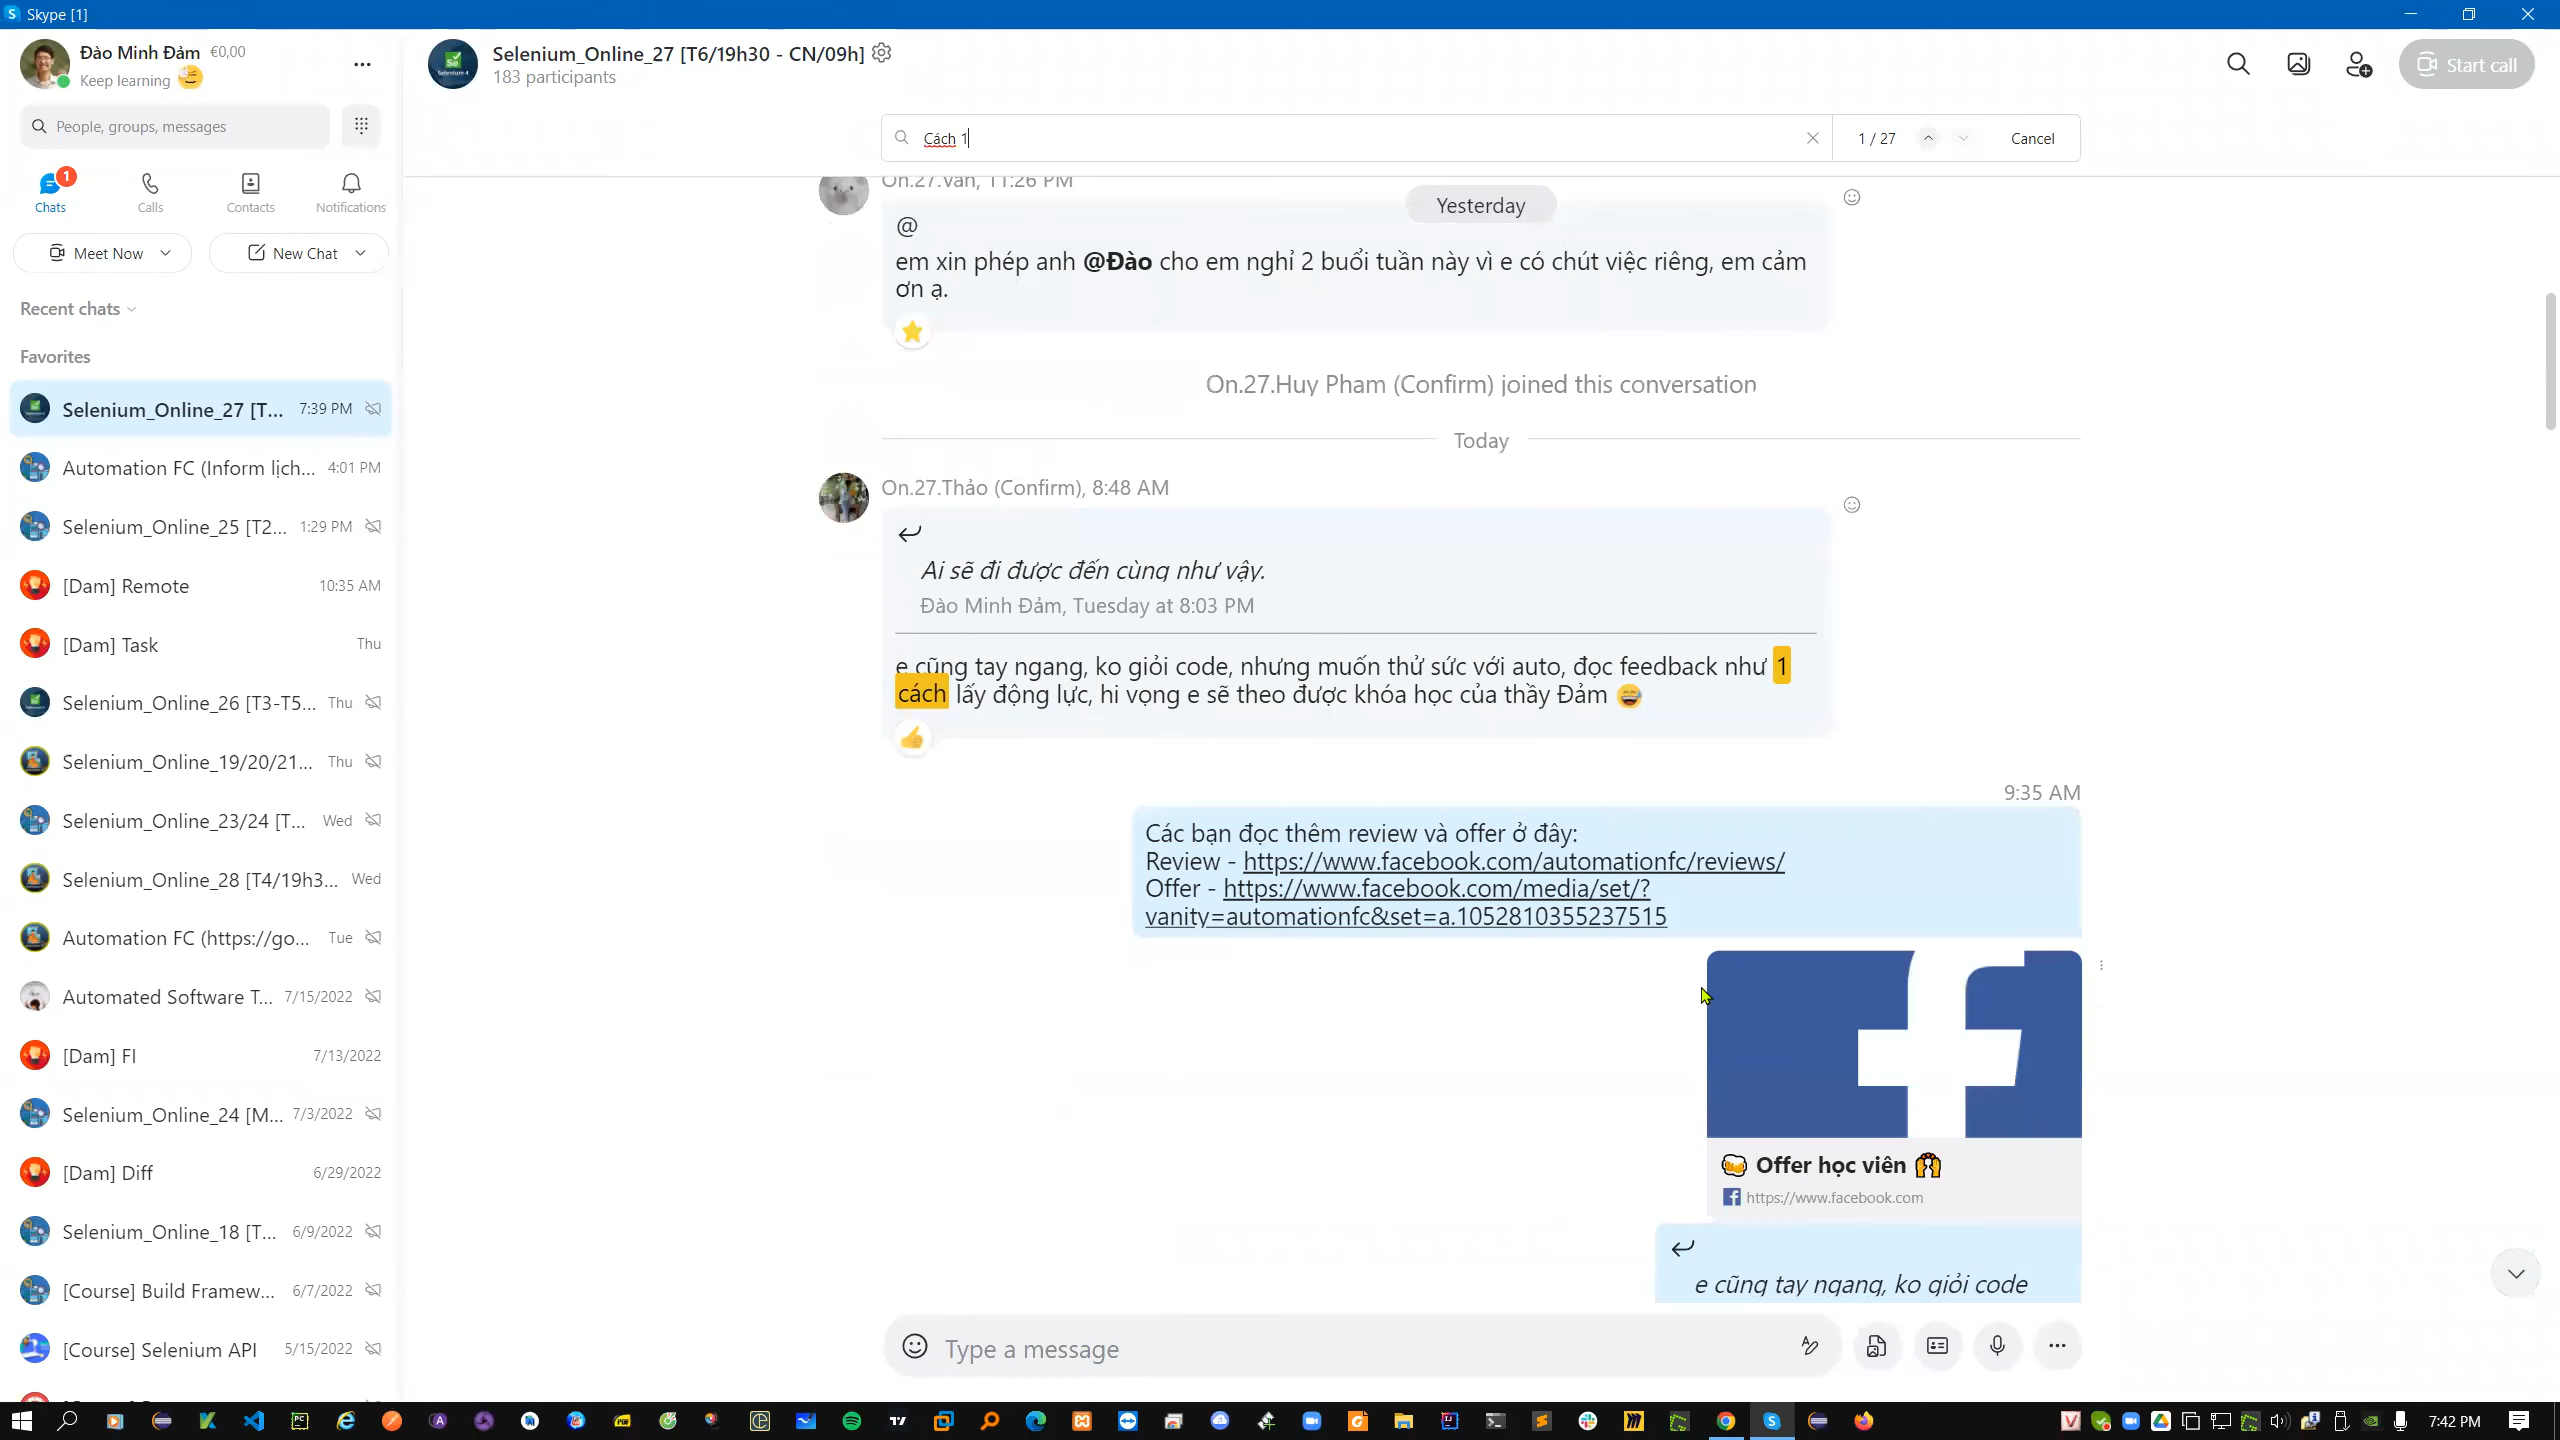 Skype [1]
Đào Minh Đảm €0,00
Keep learning
People, groups, messages
1
Chats
Calls
Contacts
Notifications
Meet Now
New Chat
Recent chats
Favorites
Selenium_Online_27 [T... 7:39 PM
Automation FC (Inform lịch... 4:01 PM
Selenium_Online_25 [T2... 1:29 PM
[Dam] Remote 10:35 AM
[Dam] Task Thu
Selenium_Online_26 [T3-T5... Thu
Selenium_Online_19/20/21... Thu
Selenium_Online_23/24 [T... Wed
Selenium_Online_28 [T4/19h3... Wed
Automation FC (https://go... Tue
Automated Software T... 7/15/2022
[Dam] FI 7/13/2022
Selenium_Online_24 [M... 7/3/2022
[Dam] Diff 6/29/2022
Selenium_Online_18 [T... 6/9/2022
[Course] Build Framew... 6/7/2022
[Course] Selenium API 5/15/2022
Selenium_Online_27 [T6/19h30 - CN/09h]
183 participants
Start call
Cách 1
1 / 27
Cancel
On.27.Vân, 11:26 PM
Yesterday
@
em xin phép anh @Đào cho em nghỉ 2 buổi tuần này vì e có chút việc riêng, em cảm
ơn ạ.
On.27.Huy Pham (Confirm) joined this conversation
Today
On.27.Thảo (Confirm), 8:48 AM
Ai sẽ đi được đến cùng như vậy.
Đào Minh Đảm, Tuesday at 8:03 PM
e cũng tay ngang, ko giỏi code, nhưng muốn thử sức với auto, đọc feedback như 1
cách lấy động lực, hi vọng e sẽ theo được khóa học của thầy Đảm
9:35 AM
Các bạn đọc thêm review và offer ở đây:
Review - https://www.facebook.com/automationfc/reviews/
Offer - https://www.facebook.com/media/set/?
vanity=automationfc&set=a.1052810355237515
Offer học viên
https://www.facebook.com
e cũng tay ngang, ko giỏi code
Type a message
7:42 PM